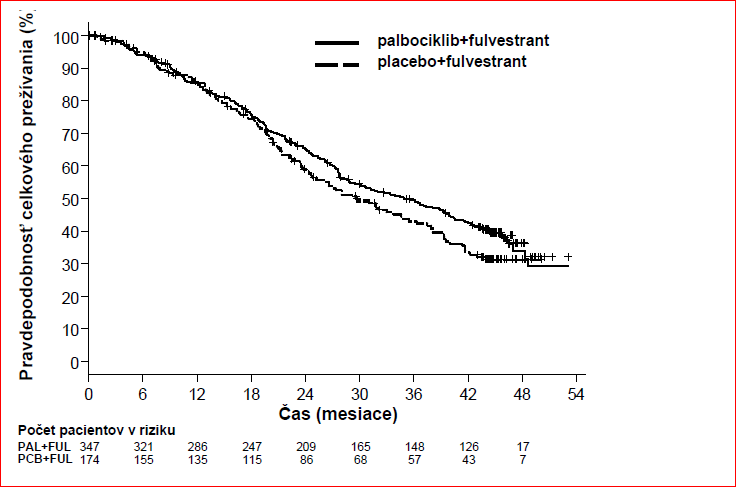 Pravdepodobnosť celkového prežívania (%)
palbociklib+fulvestrant
placebo+fulvestrant
100
90
80
70
60
50
40
30
20
10
0
0 6 12 18 24 30 36 42 48 54
Čas (mesiace)
Počet pacientov v riziku
PAL+FUL 347 321 286 247 209 165 148 126 17
PCB+FUL 174 155 135 115 86 68 57 43 7